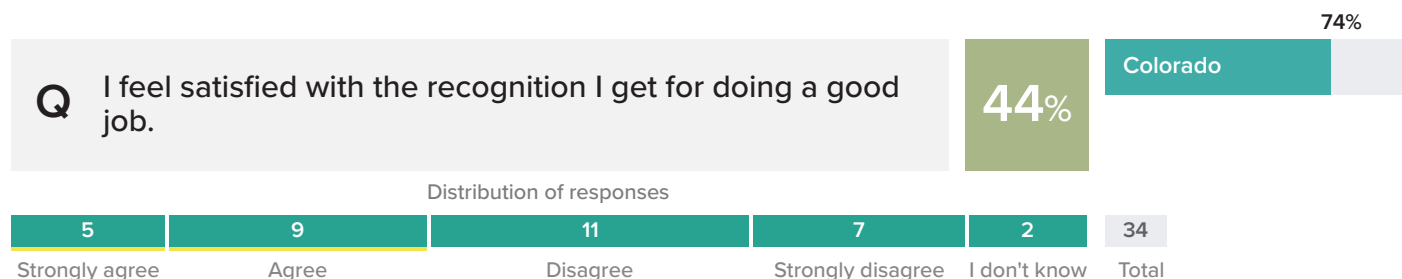 74%
Q
I feel satisfied with the recognition I get for doing a good
job.
44%
Colorado
Distribution of responses
5 9 11 7 2 34
Strongly agree Agree Disagree Strongly disagree I don't know Total